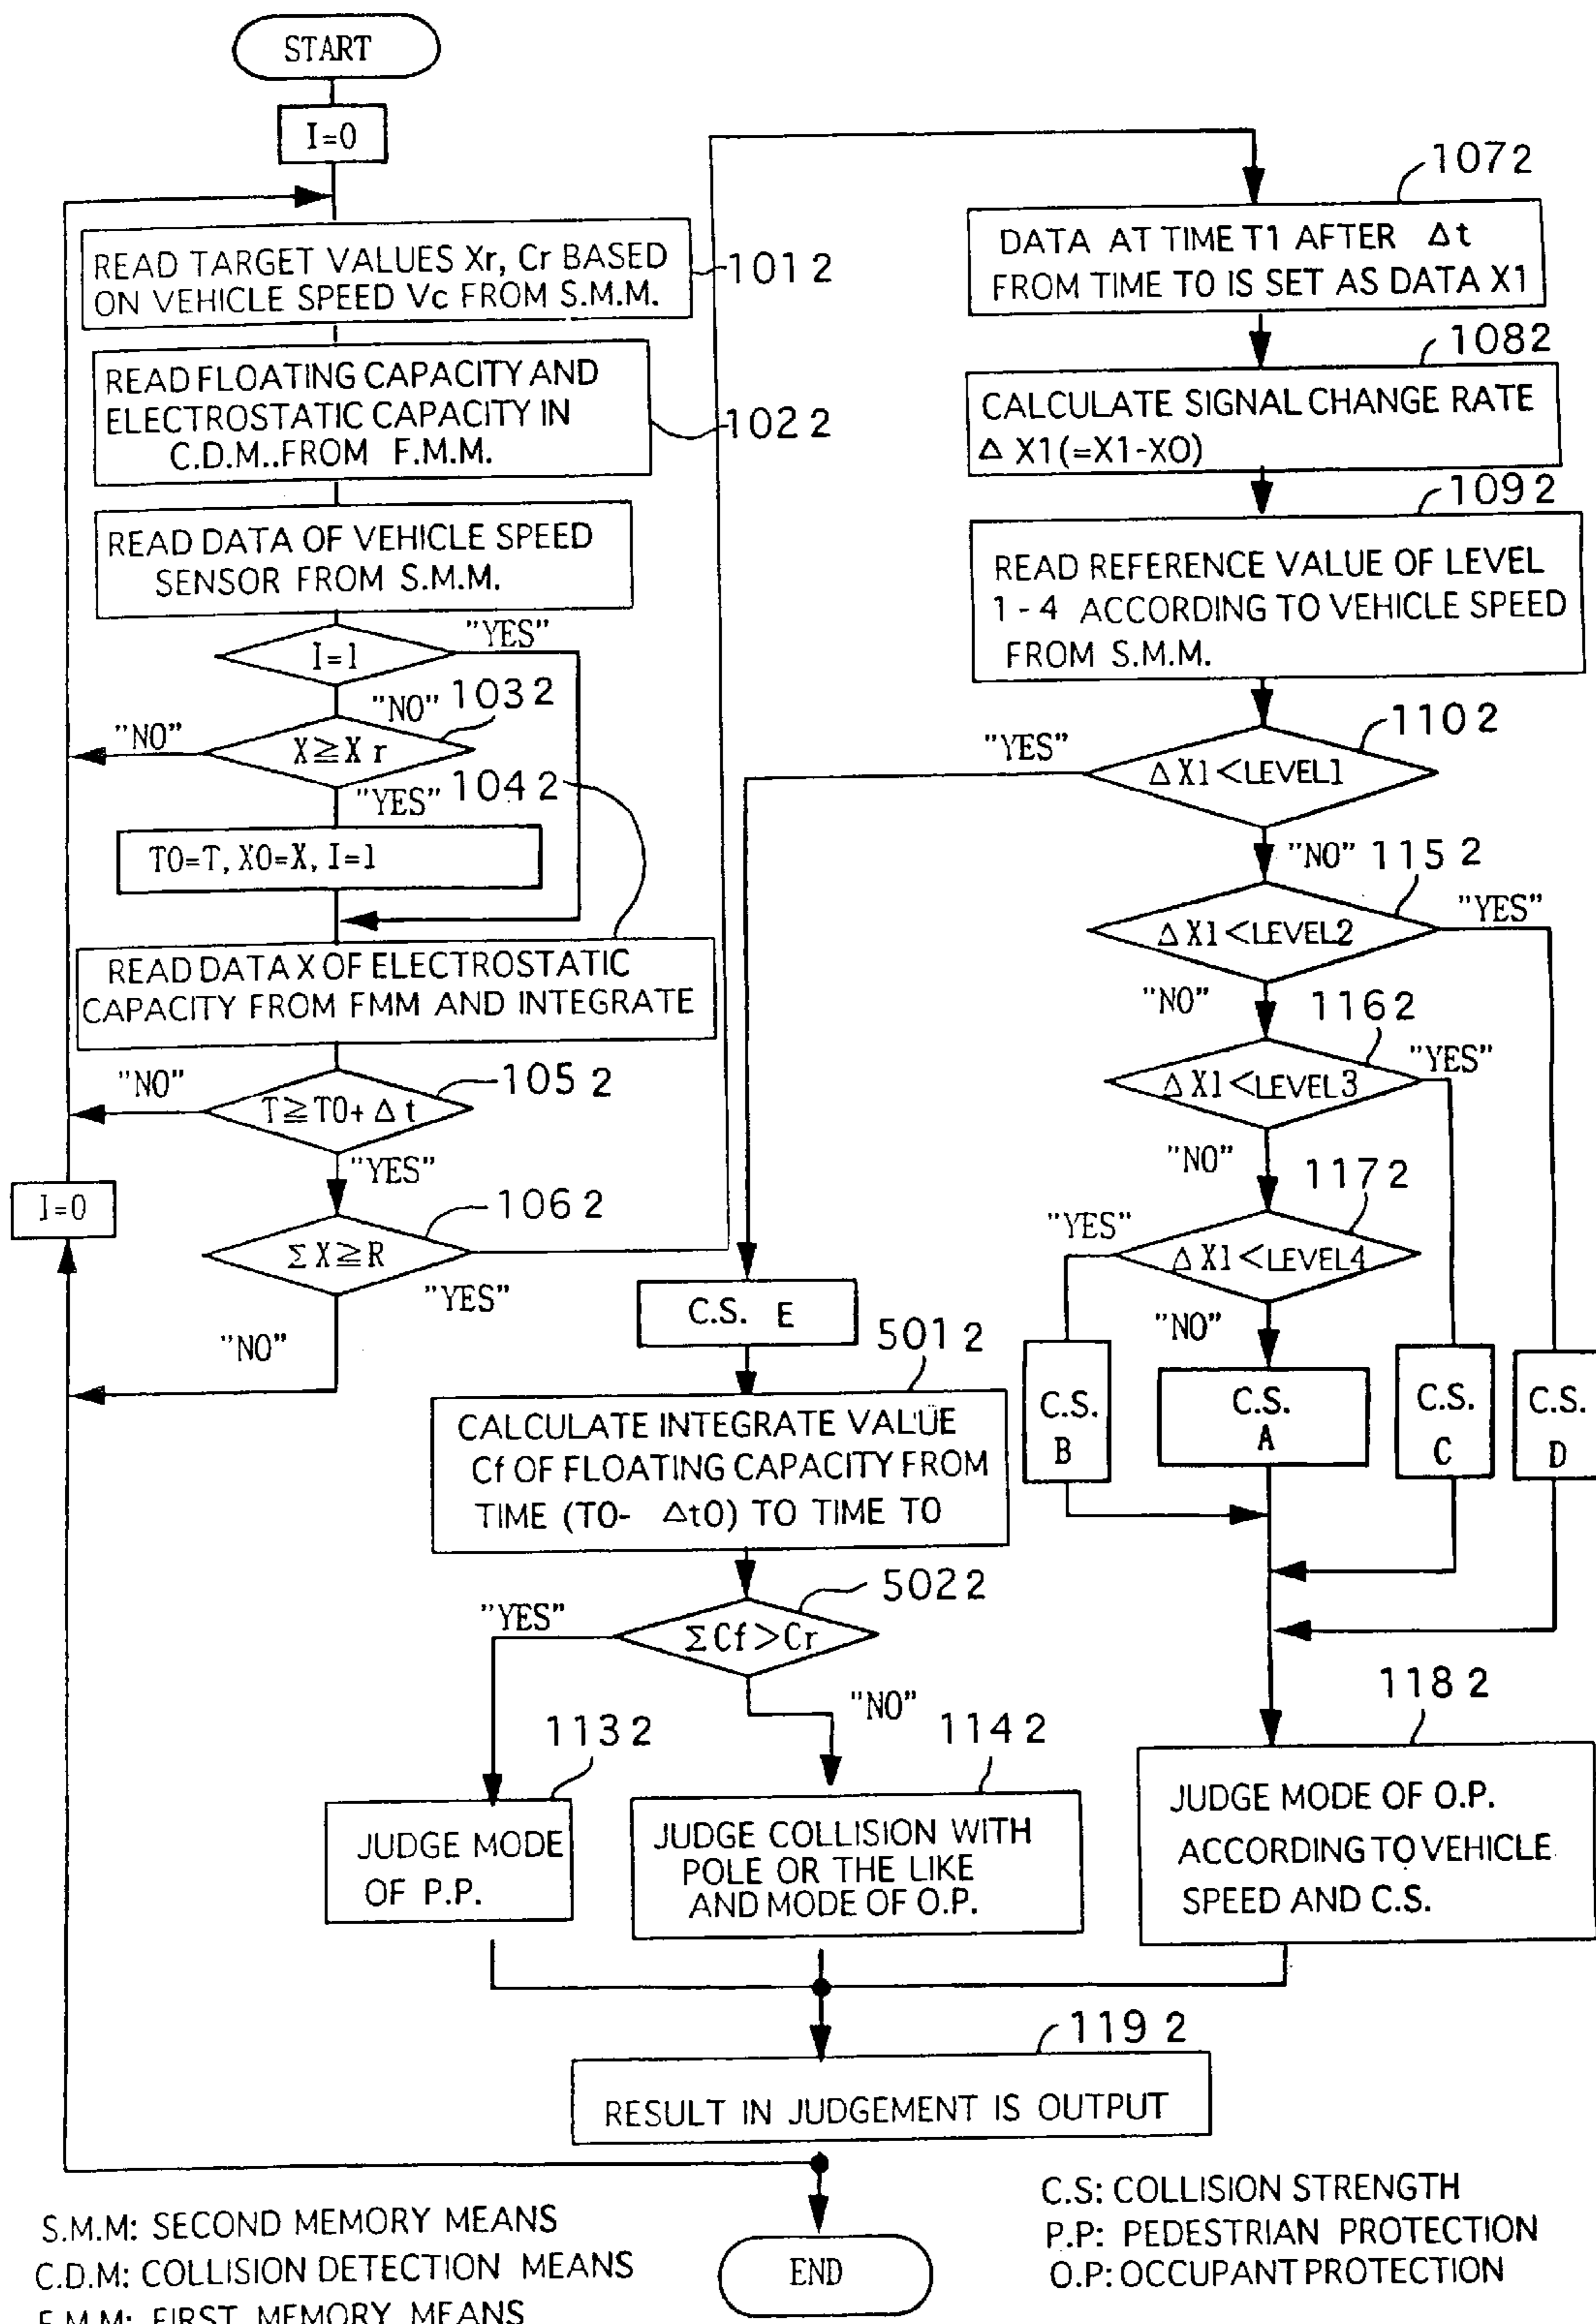 START
I=0
READ TARGET VALUES Xr, Cr BASED
ON VEHICLE SPEED Vc FROM S.M.M.
1012
READ FLOATING CAPACITY AND
ELECTROSTATIC CAPACITY IN
C.D.M..FROM F.M.M.
1022
READ DATA OF VEHICLE SPEED
SENSOR FROM S.M.M.
I=1
"YES"
"NO"
1032
X≧Xr
"NO"
"YES"
1042
T0=T, X0=X, I=1
READ DATA X OF ELECTROSTATIC
CAPACITY FROM FMM AND INTEGRATE
1052
"NO"
T≧T0+Δt
"YES"
I=0
1062
ΣX≧R
"YES"
"NO"
1072
DATA AT TIME T1 AFTER Δt
FROM TIME T0 IS SET AS DATA X1
1082
CALCULATE SIGNAL CHANGE RATE
Δ X1(=X1-X0)
1092
READ REFERENCE VALUE OF LEVEL
1-4 ACCORDING TO VEHICLE SPEED
FROM S.M.M.
1102
"YES"
ΔX1<LEVEL1
"NO"
1152
ΔX1<LEVEL2
"YES"
"NO"
1162
ΔX1<LEVEL3
"YES"
"NO"
1172
"YES"
ΔX1<LEVEL4
"NO"
C.S. E
C.S.
B
C.S.
A
C.S.
C
C.S.
D
5012
CALCULATE INTEGRATE VALUE
Cf OF FLOATING CAPACITY FROM
TIME (T0- Δt0) TO TIME T0
5022
"YES"
ΣCf>Cr
"NO"
1132
JUDGE MODE
OF P.P.
1142
JUDGE COLLISION WITH
POLE OR THE LIKE
AND MODE OF O.P.
1182
JUDGE MODE OF O.P.
ACCORDING TO VEHICLE
SPEED AND C.S.
1192
RESULT IN JUDGEMENT IS OUTPUT
END
S.M.M: SECOND MEMORY MEANS
C.D.M: COLLISION DETECTION MEANS
F.M.M: FIRST MEMORY MEANS
C.S: COLLISION STRENGTH
P.P: PEDESTRIAN PROTECTION
O.P: OCCUPANT PROTECTION